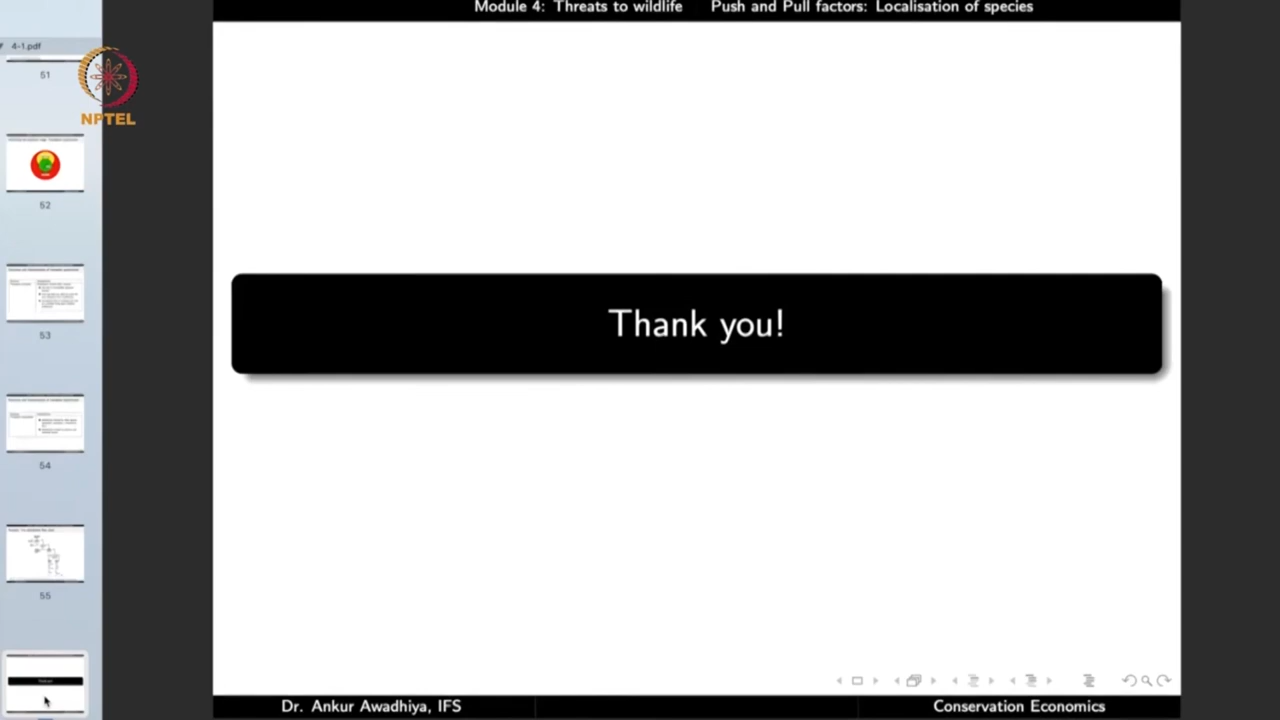 Module 4: Threats to wildlife Push and Pull factors: Localisation of species
4-1.pdf
51
NPTEL
52
53
54
55
Thank you!
Dr. Ankur Awadhiya, IFS
Conservation Economics